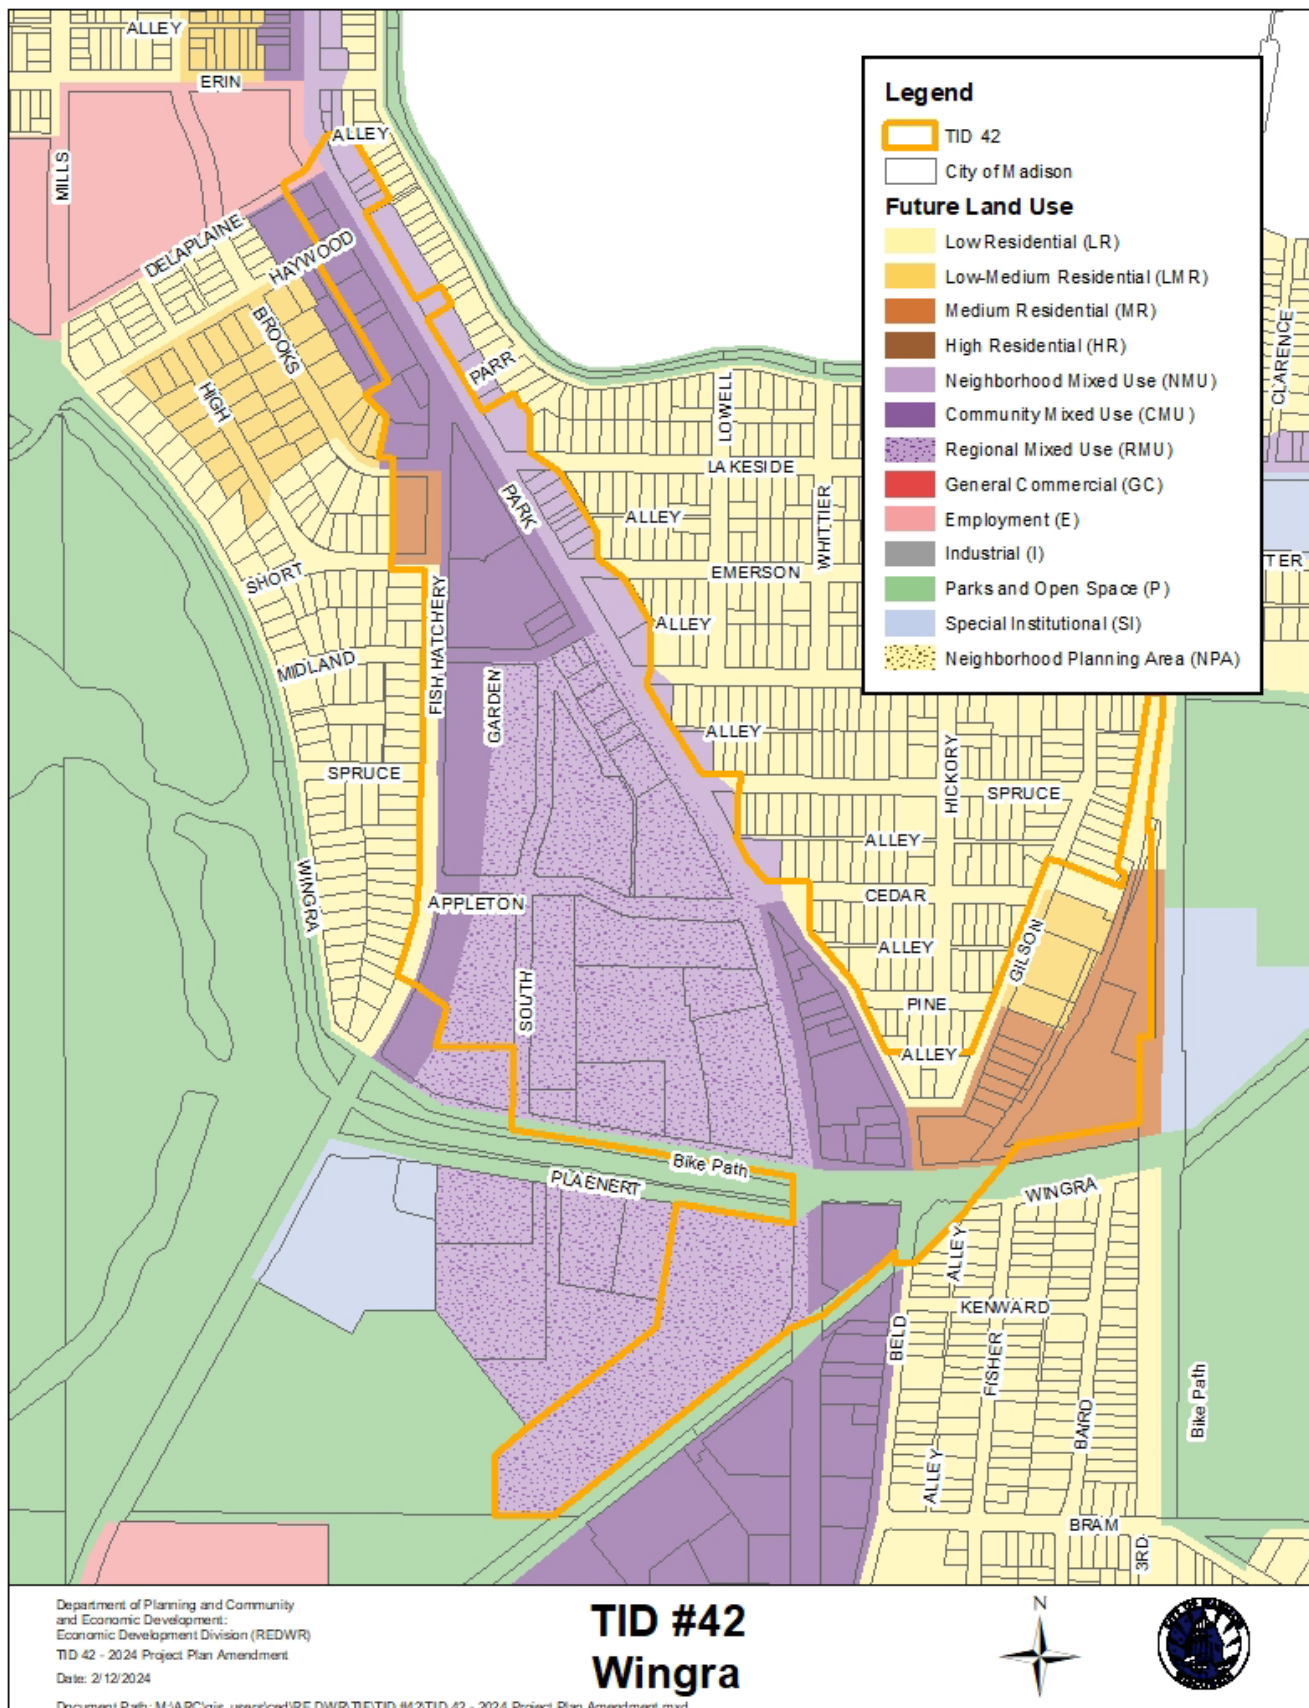 ALLEY
ERIN
ALLEY
MILLS
DELAPLAINE
HAYWOOD
BROOKS
HIGH
PARR
LOWELL
LAKESIDE
PARK
ALLEY
WHITTIER
EMERSON
SHORT
FISH HATCHERY
ALLEY
MIDLAND
GARDEN
ALLEY
HICKORY
SPRUCE
SPRUCE
ALLEY
WINGRA
APPLETON
CEDAR
GILSON
ALLEY
SOUTH
PINE
ALLEY
Bike Path
PLAENERT
WINGRA
ALLEY
KENWARD
BELD
FISHER
BAIRD
Bike Path
ALLEY
BRAM
3RD
CLARENCE
TER
Legend
TID 42
City of Madison
Future Land Use
Low Residential (LR)
Low-Medium Residential (LMR)
Medium Residential (MR)
High Residential (HR)
Neighborhood Mixed Use (NMU)
Community Mixed Use (CMU)
Regional Mixed Use (RMU)
General Commercial (GC)
Employment (E)
Industrial (I)
Parks and Open Space (P)
Special Institutional (SI)
Neighborhood Planning Area (NPA)
Department of Planning and Community
and Economic Development:
Economic Development Division (REDWR)
TID 42 - 2024 Project Plan Amendment
Date: 2/12/2024
TID #42
Wingra
N